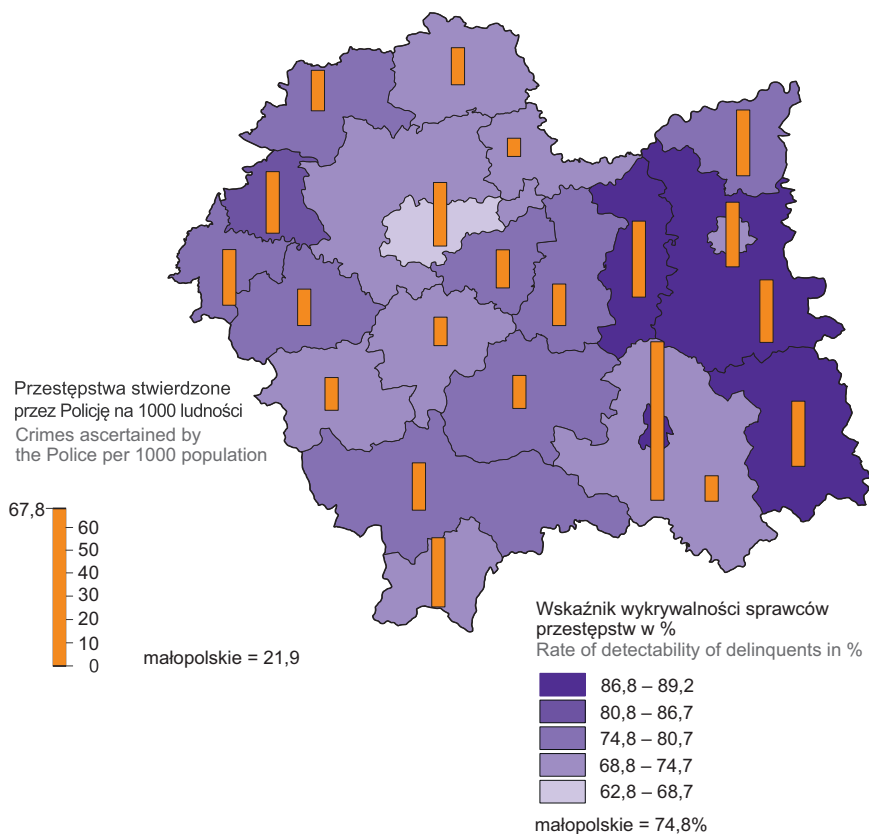 Przestępstwa stwierdzone
przez Policję na 1000 ludności
Crimes ascertained by
the Police per 1000 population
67,8
60
50
40
30
20
10
0
małopolskie = 21,9
Wskaźnik wykrywalności sprawców
przestępstw w %
Rate of detectability of delinquents in %
86,8 – 89,2
80,8 – 86,7
74,8 – 80,7
68,8 – 74,7
62,8 – 68,7
małopolskie = 74,8%